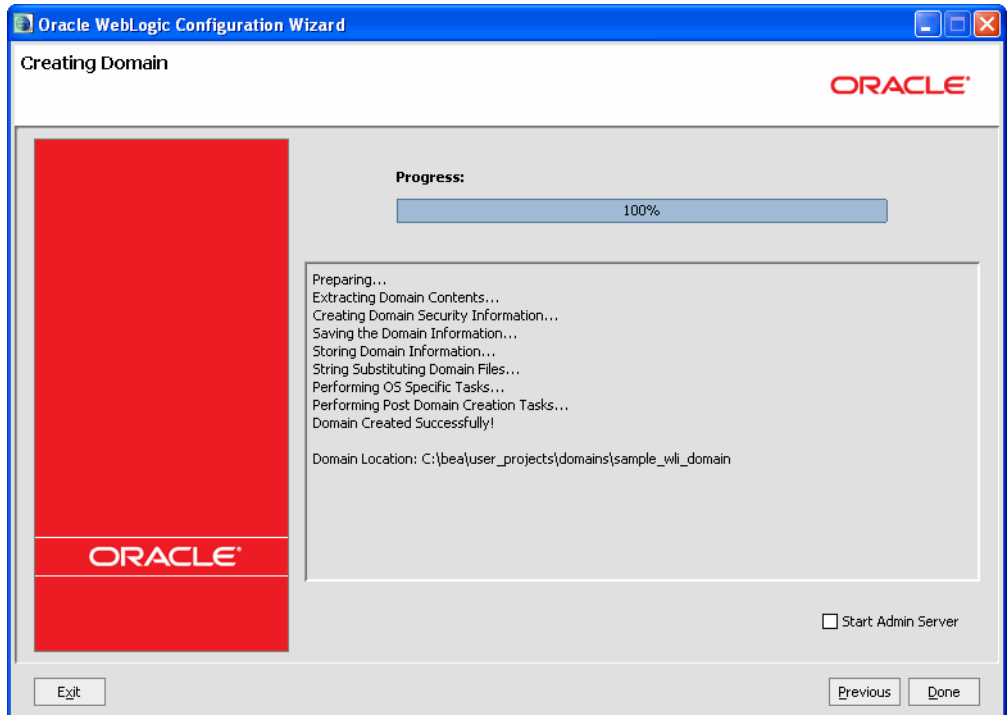 Oracle WebLogic Configuration Wizard
Creating Domain
ORACLE
Progress:
100%
Preparing...
Extracting Domain Contents...
Creating Domain Security Information...
Saving the Domain Information...
Storing Domain Information...
String Substituting Domain Files...
Performing OS Specific Tasks...
Performing Post Domain Creation Tasks...
Domain Created Successfully!
Domain Location: C:\bea\user_projects\domains\sample_wli_domain
ORACLE
Start Admin Server
Exit
Previous
Done